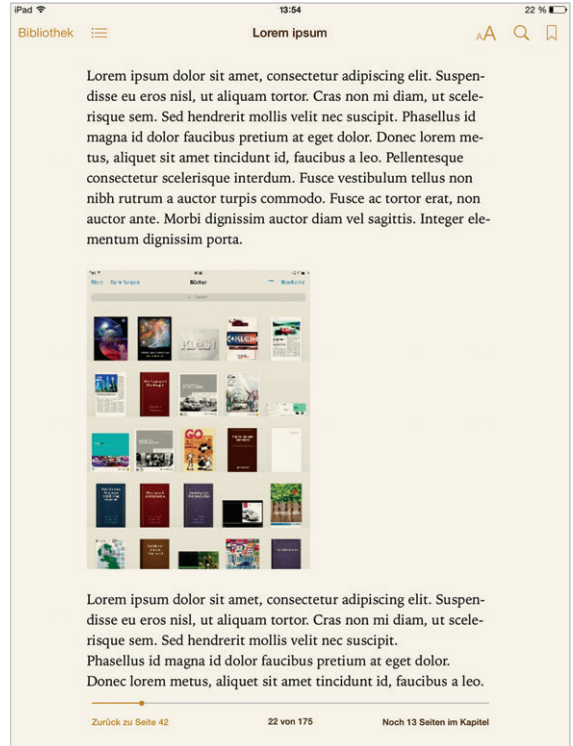 iPad
13:54
22 %
Bibliothek
Lorem ipsum
AA
Lorem ipsum dolor sit amet, consectetur adipiscing elit. Suspen-
disse eu eros nisl, ut aliquam tortor. Cras non mi diam, ut scele-
risque sem. Sed hendrerit mollis velit nec suscipit. Phasellus id
magna id dolor faucibus pretium at eget dolor. Donec lorem me-
tus, aliquet sit amet tincidunt id, faucibus a leo. Pellentesque
consectetur scelerisque interdum. Fusce vestibulum tellus non
nibh rutrum a auctor turpis commodo. Fusce ac tortor erat, non
auctor ante. Morbi dignissim auctor diam vel sagittis. Integer ele-
mentum dignissim porta.
Bücher
KLEIN
GO
Lorem ipsum dolor sit amet, consectetur adipiscing elit. Suspen-
disse eu eros nisl, ut aliquam tortor. Cras non mi diam, ut scele-
risque sem. Sed hendrerit mollis velit nec suscipit.
Phasellus id magna id dolor faucibus pretium at eget dolor.
Donec lorem metus, aliquet sit amet tincidunt id, faucibus a leo.
Zurück zu Seite 42
22 von 175
Noch 13 Seiten im Kapitel